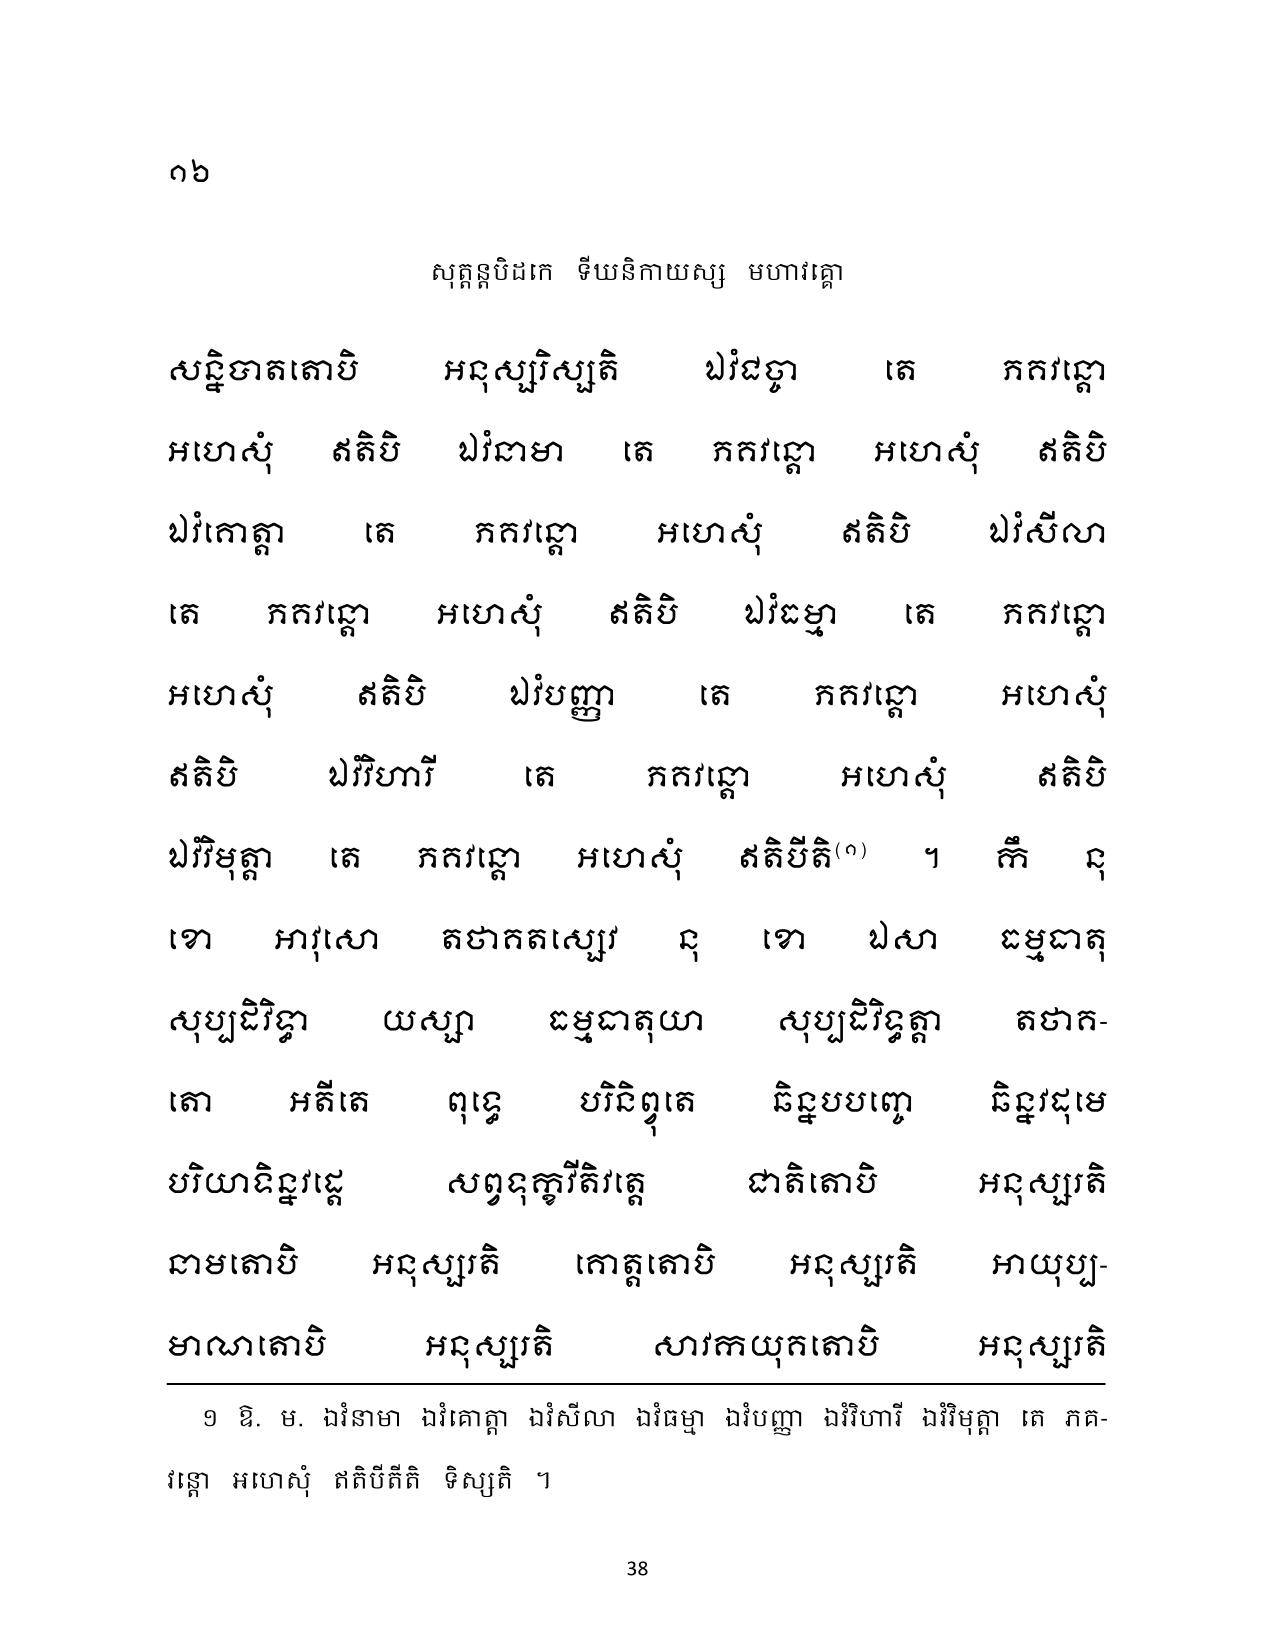 ១៦
សុត្តន្តបិដកេ ទីឃនិកាយស្ស មហាវគ្គោ
សន្និបាតតោបិ អនុស្សរិស្សតិ ឯវំជច្ចា តេ ភគវន្តោ
អហេសុំ ឥតិបិ ឯវំនាមា តេ ភគវន្តោ អហេសុំ ឥតិបិ
ឯវំគោត្តា តេ ភគវន្តោ អហេសុំ ឥតិបិ ឯវំសីលា
តេ ភគវន្តោ អហេសុំ ឥតិបិ ឯវំធម្មា តេ ភគវន្តោ
អហេសុំ ឥតិបិ ឯវំបញ្ញា តេ ភគវន្តោ អហេសុំ
ឥតិបិ ឯវំវិហារី តេ ភគវន្តោ អហេសុំ ឥតិបិ
ឯវំវិមុត្តា តេ ភគវន្តោ អហេសុំ ឥតិបីតិ(១) ។ កឹ នុ
ខោ អាវុសោ តថាគតស្សេវ នុ ខោ ឯសា ធម្មធាតុ
សុប្បដិវិទ្ធា យស្សា ធម្មធាតុយា សុប្បដិវិទ្ធត្តា តថាគ-
តោ អតីតេ ពុទ្ធេ បរិនិព្វុតេ ឆិន្នបបញ្ចេ ឆិន្នវដុមេ
បរិយាទិន្នវដ្តេ សព្វទុក្ខវីតិវត្តេ ជាតិតោបិ អនុស្សរតិ
នាមតោបិ អនុស្សរតិ គោត្តតោបិ អនុស្សរតិ អាយុប្ប-
មាណតោបិ អនុស្សរតិ សាវកយុគតោបិ អនុស្សរតិ
១ ឱ. ម. ឯវំនាមា ឯវំគោត្តា ឯវំសីលា ឯវំធម្មា ឯវំបញ្ញា ឯវំវិហារី ឯវំវិមុត្តា តេ ភគ-
វន្តោ អហេសុំ ឥតិបីតីតិ ទិស្សតិ ។
38